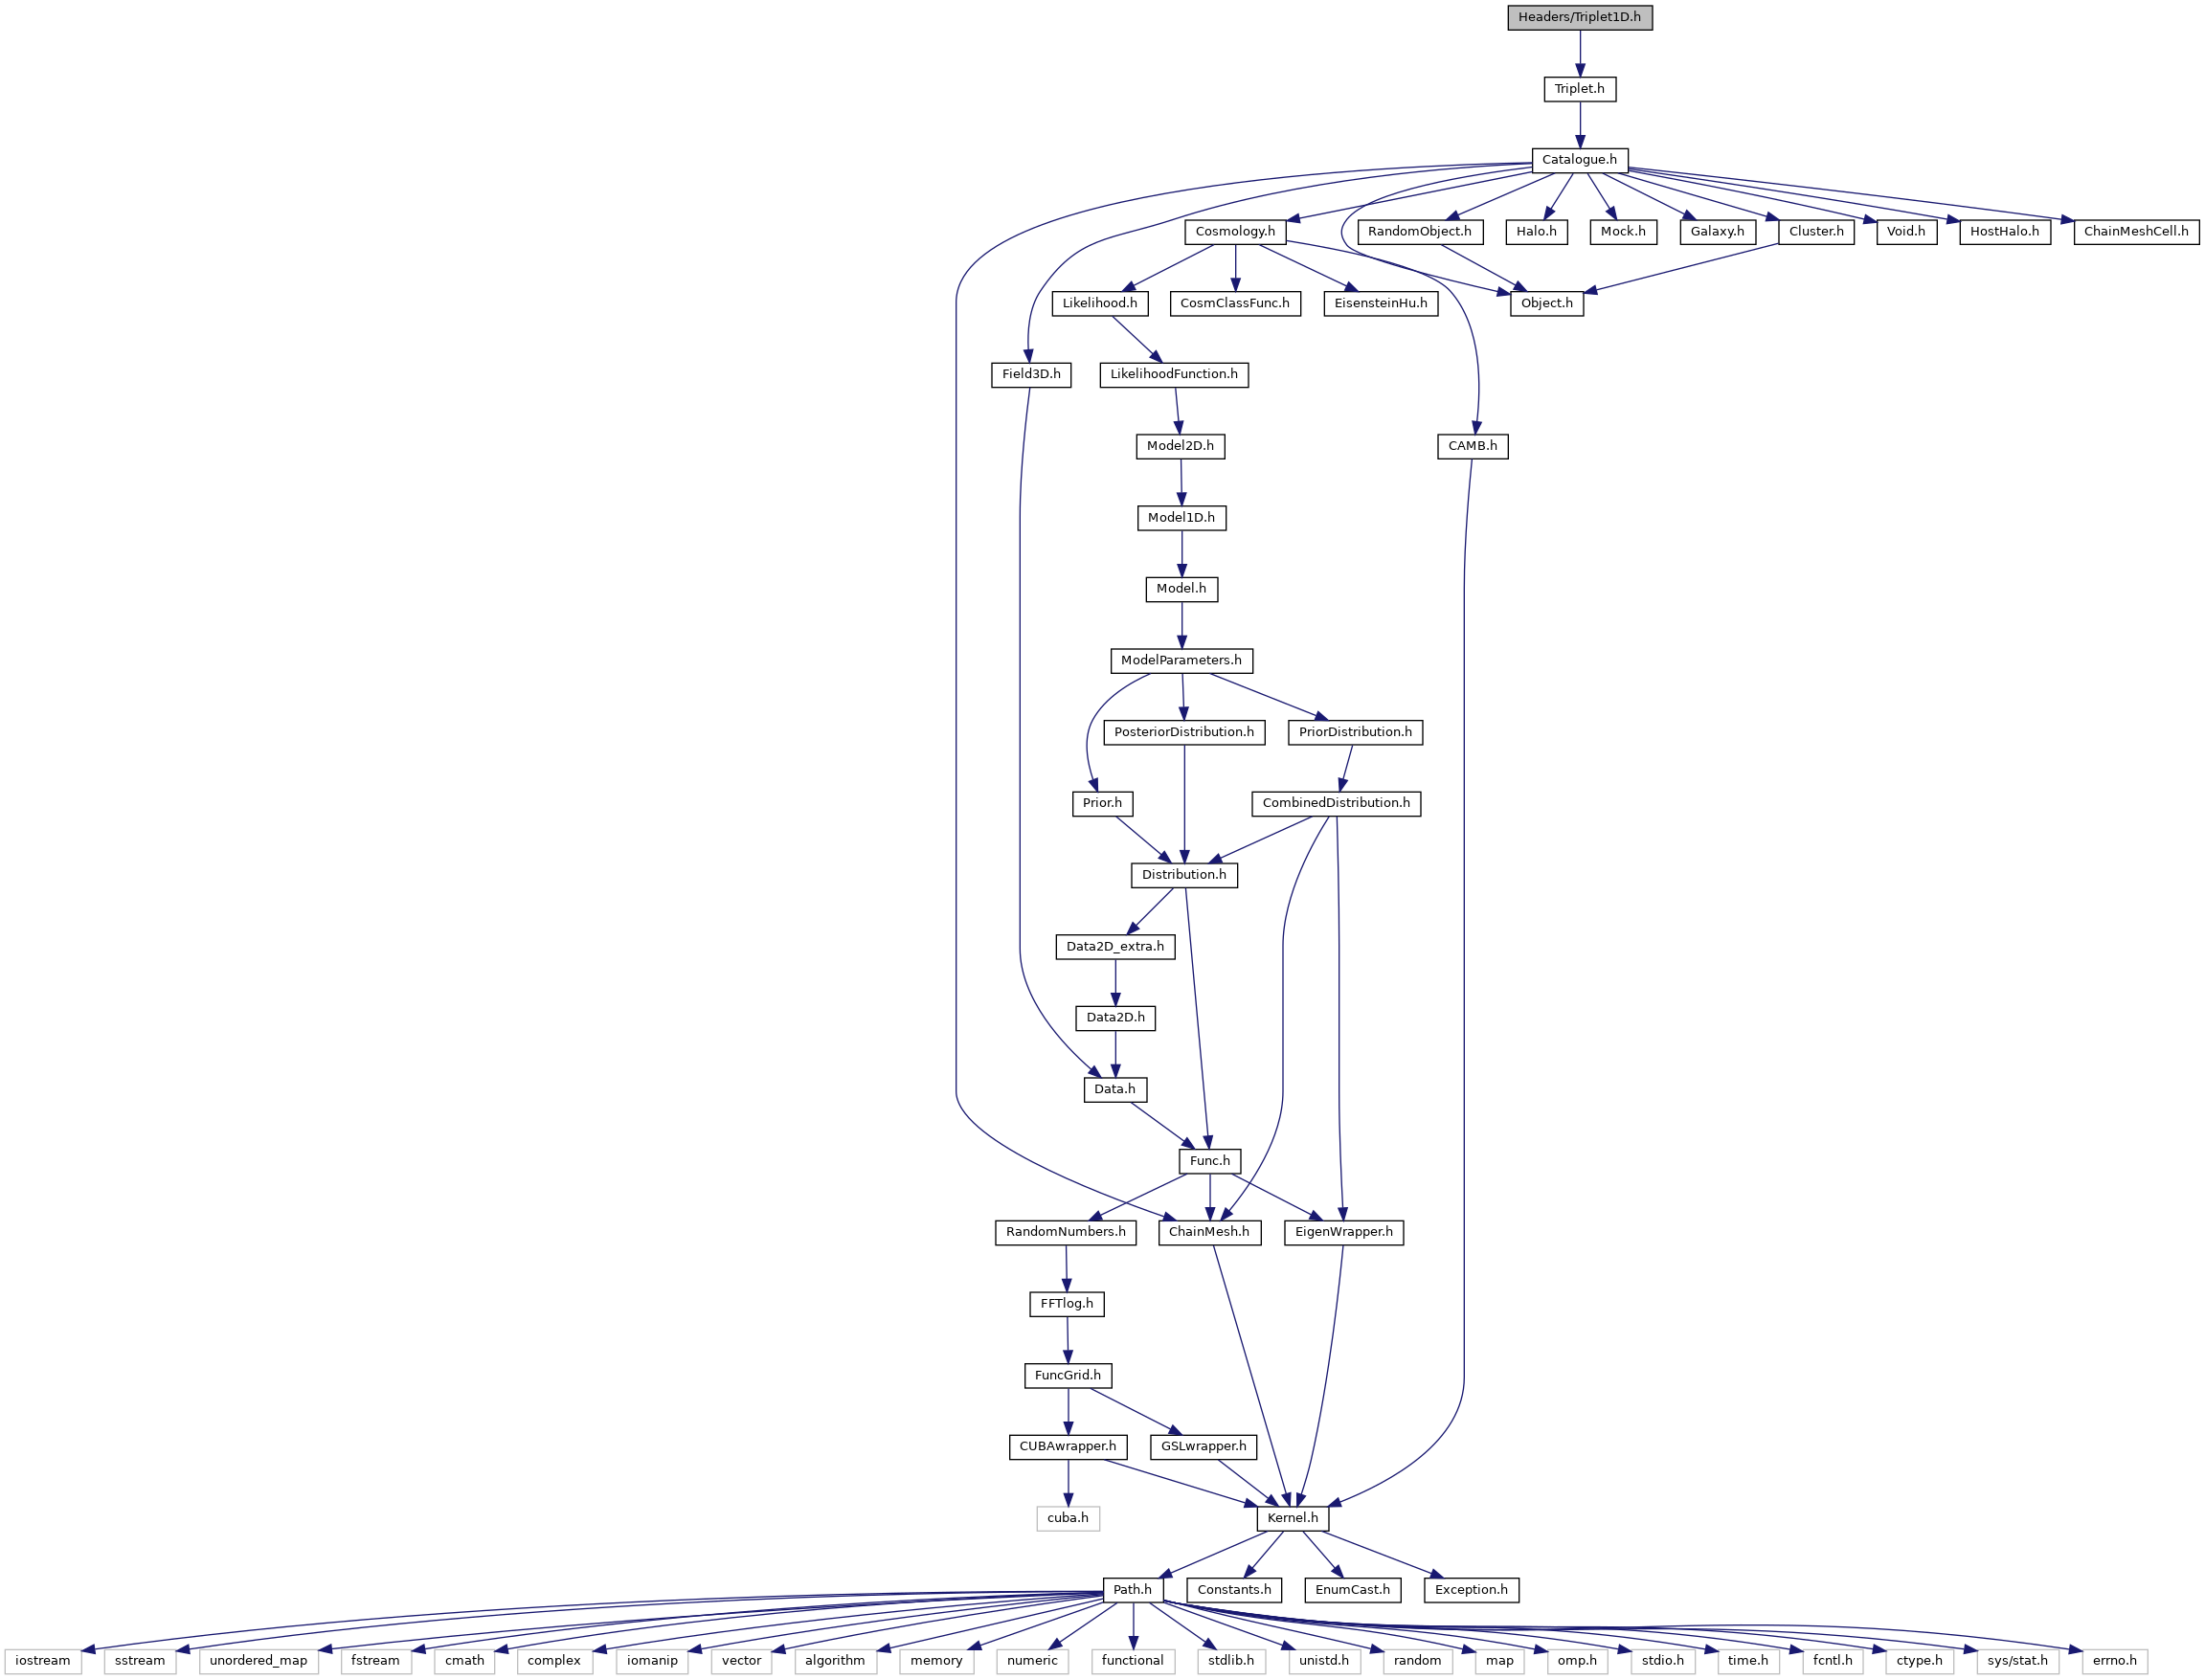 Headers/Triplet1D.h
Triplet.h
Catalogue.h
Cosmology.h
RandomObject.h
Halo.h
Mock.h
Galaxy.h
Cluster.h
Void.h
HostHalo.h
ChainMeshCell.h
Likelihood.h
CosmClassFunc.h
EisensteinHu.h
Object.h
Field3D.h
LikelihoodFunction.h
Model2D.h
CAMB.h
Model1D.h
Model.h
ModelParameters.h
PosteriorDistribution.h
PriorDistribution.h
Prior.h
CombinedDistribution.h
Distribution.h
Data2D_extra.h
Data2D.h
Data.h
Func.h
RandomNumbers.h
ChainMesh.h
EigenWrapper.h
FFTlog.h
FuncGrid.h
CUBAwrapper.h
GSLwrapper.h
cuba.h
Kernel.h
Path.h
Constants.h
EnumCast.h
Exception.h
iostream
sstream
unordered_map
fstream
cmath
complex
iomanip
vector
algorithm
memory
numeric
functional
stdlib.h
unistd.h
random
map
omp.h
stdio.h
time.h
fcntl.h
ctype.h
sys/stat.h
errno.h